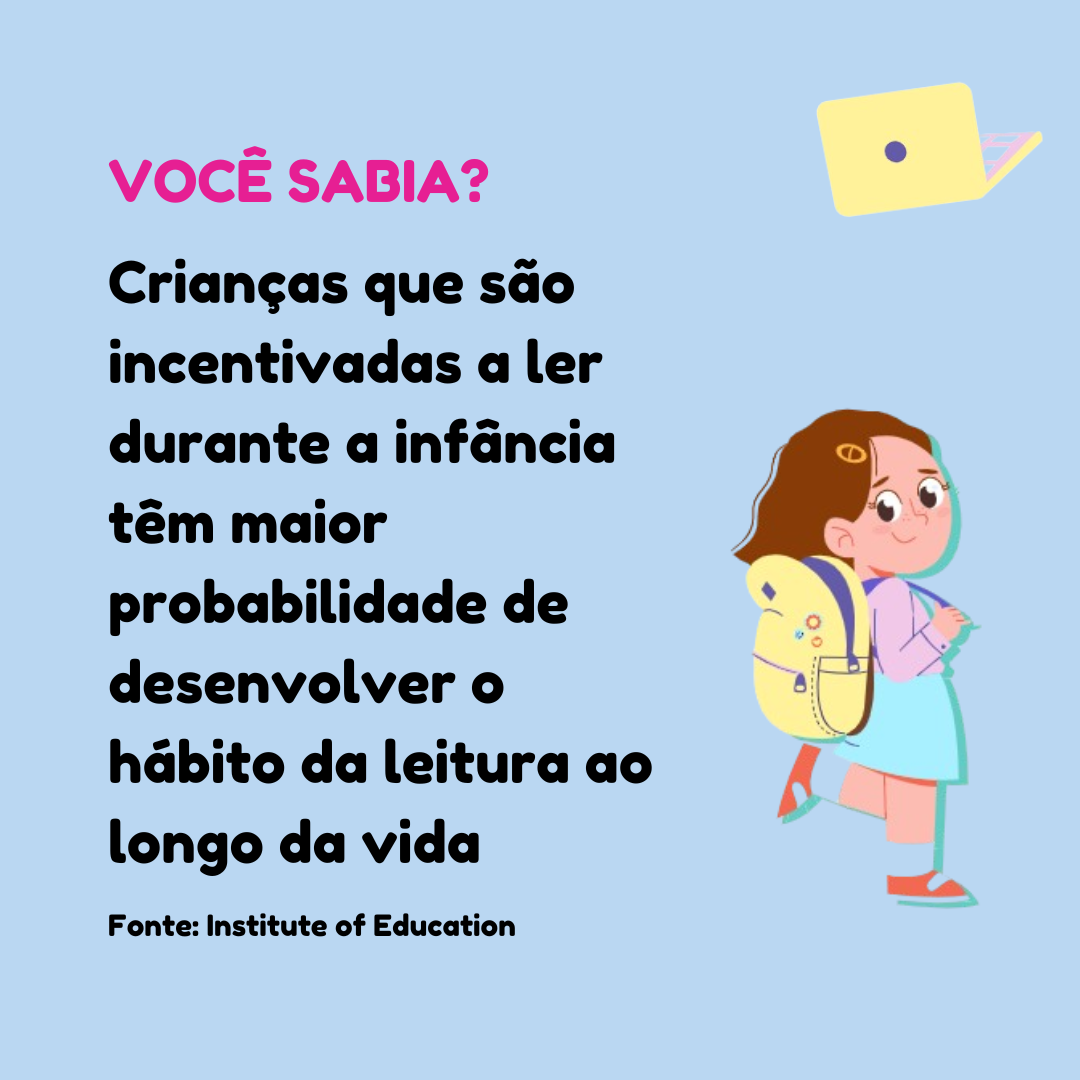 VOCÊ SABIA?
Crianças que são
incentivadas a ler
durante a infância
têm maior
probabilidade de
desenvolver o
hábito da leitura ao
longo da vida
Fonte: Institute of Education